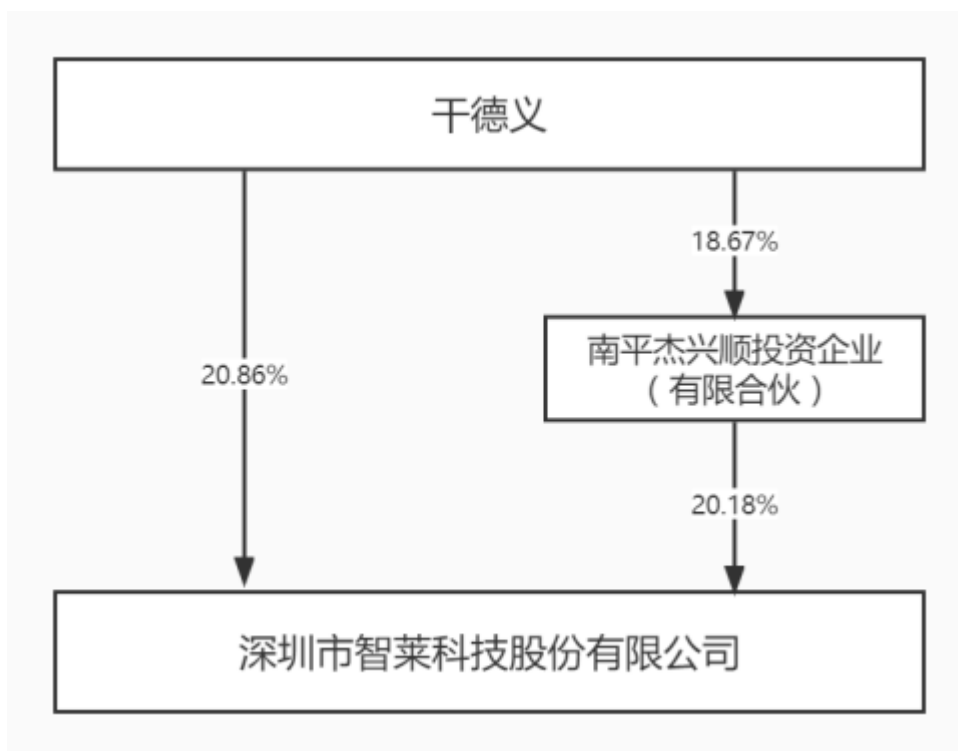 干德义
18.67%
南平杰兴顺投资企业
（有限合伙）
20.86%
20.18%
深圳市智莱科技股份有限公司